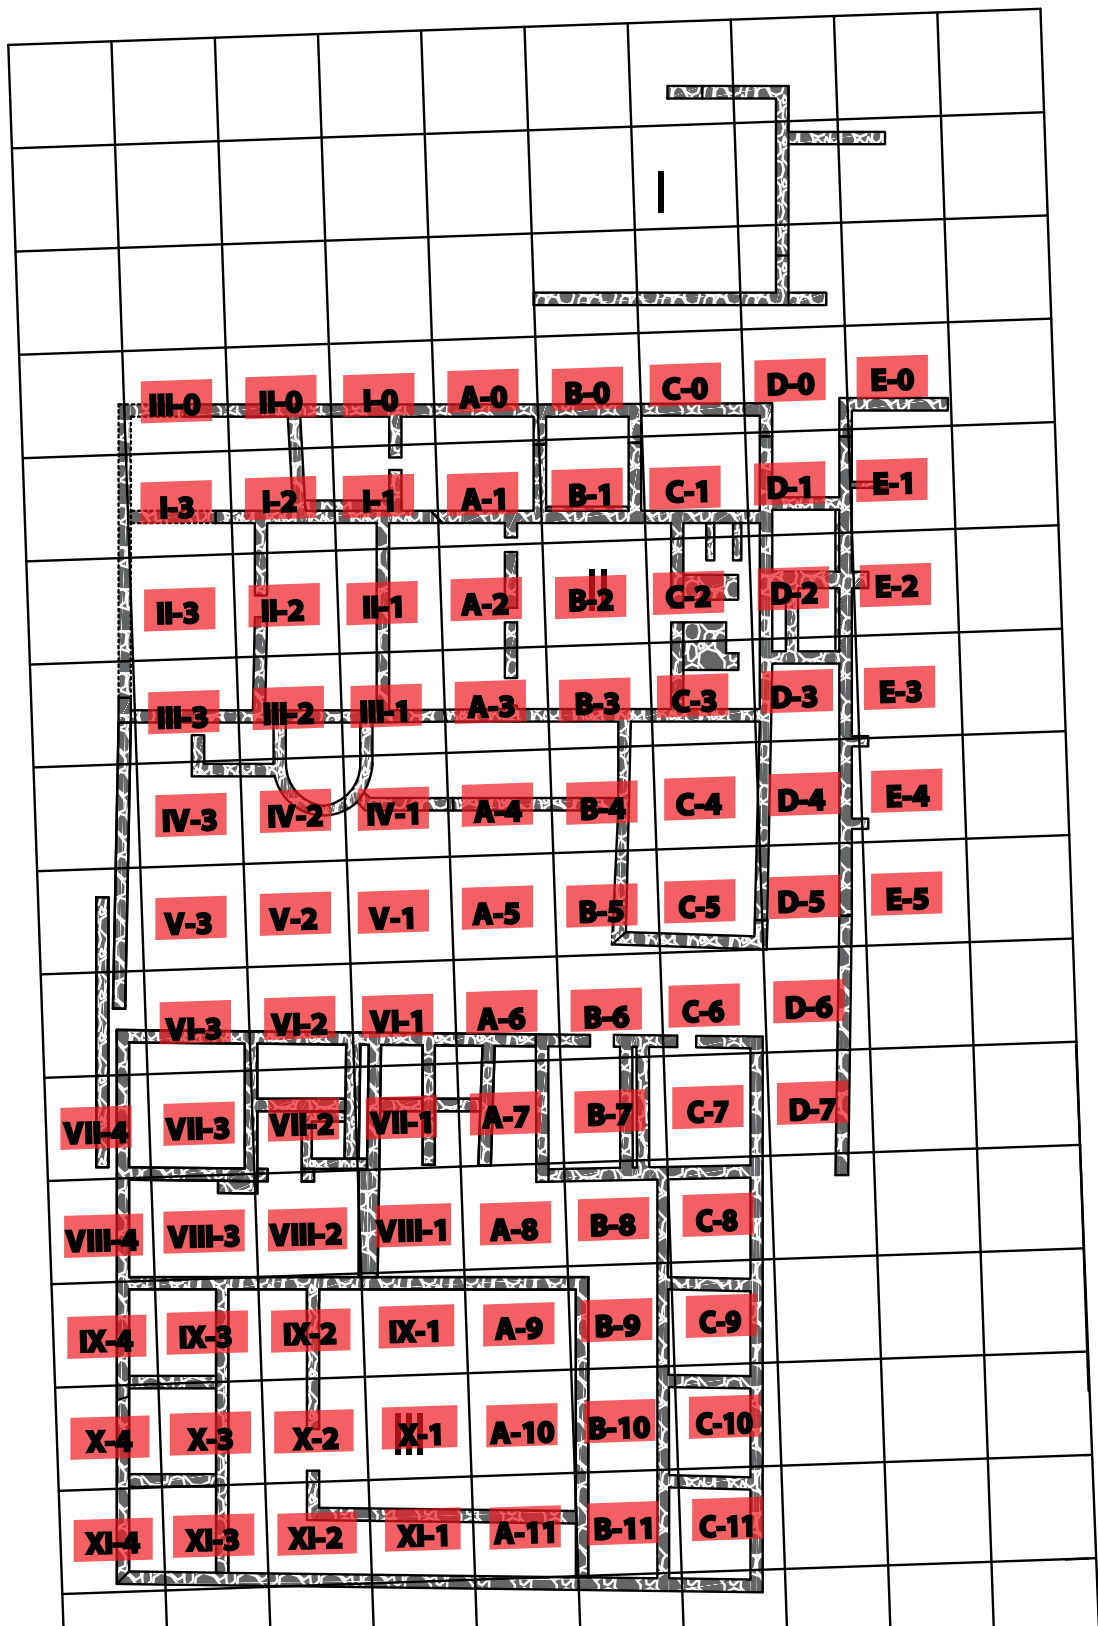 I
III-0 II-0 I-0 A-0 B-0 C-0 D-0 E-0
I-3 I-2 I-1 A-1 B-1 C-1 D-1 E-1
II
II-3 II-2 II-1 A-2 B-2 C-2 D-2 E-2
III-3 III-2 III-1 A-3 B-3 C-3 D-3 E-3
IV-3 IV-2 IV-1 A-4 B-4 C-4 D-4 E-4
V-3 V-2 V-1 A-5 B-5 C-5 D-5 E-5
VI-3 VI-2 VI-1 A-6 B-6 C-6 D-6
VII-4 VII-3 VII-2 VII-1 A-7 B-7 C-7 D-7
VIII-4 VIII-3 VIII-2 VIII-1 A-8 B-8 C-8
IX-4 IX-3 IX-2 IX-1 A-9 B-9 C-9
III
X-4 X-3 X-2 X-1 A-10 B-10 C-10
XI-4 XI-3 XI-2 XI-1 A-11 B-11 C-11